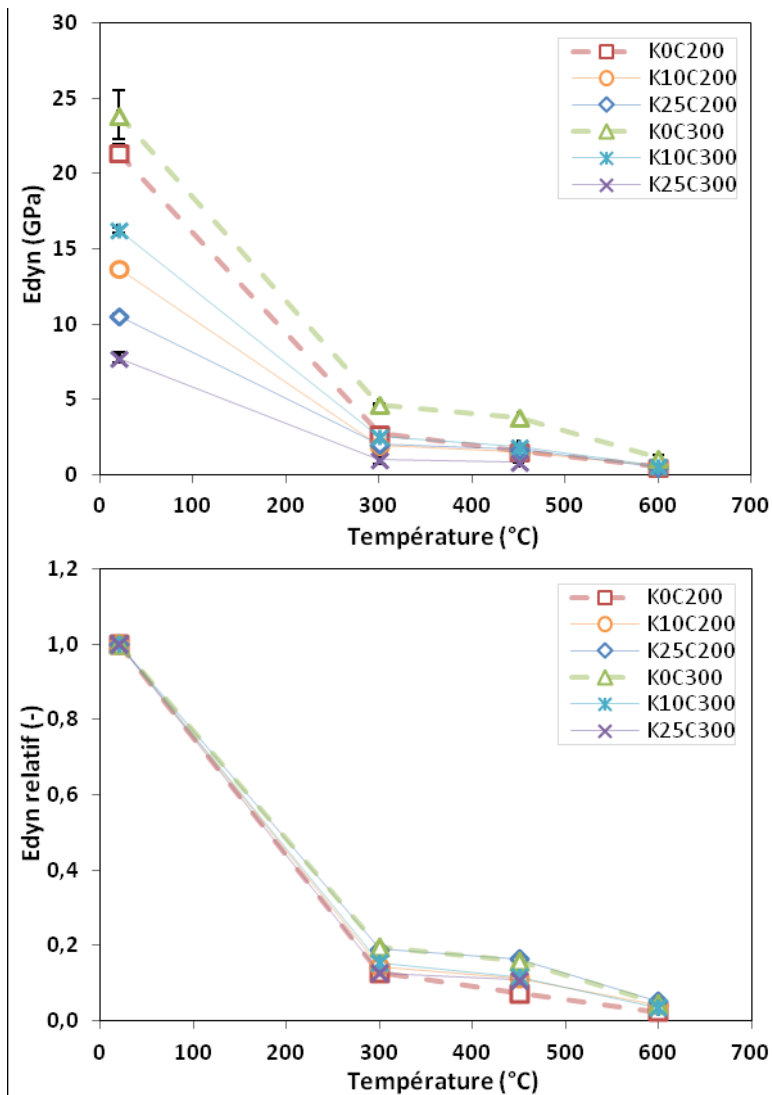 30
25
20
15
10
5
0
Edyn (GPa)
K0C200
K10C200
K25C200
K0C300
K10C300
K25C300
0 100 200 300 400 500 600 700
Température (°C)
1,2
1,0
0,8
0,6
0,4
0,2
0,0
Edyn relatif (-)
K0C200
K10C200
K25C200
K0C300
K10C300
K25C300
0 100 200 300 400 500 600 700
Température (°C)